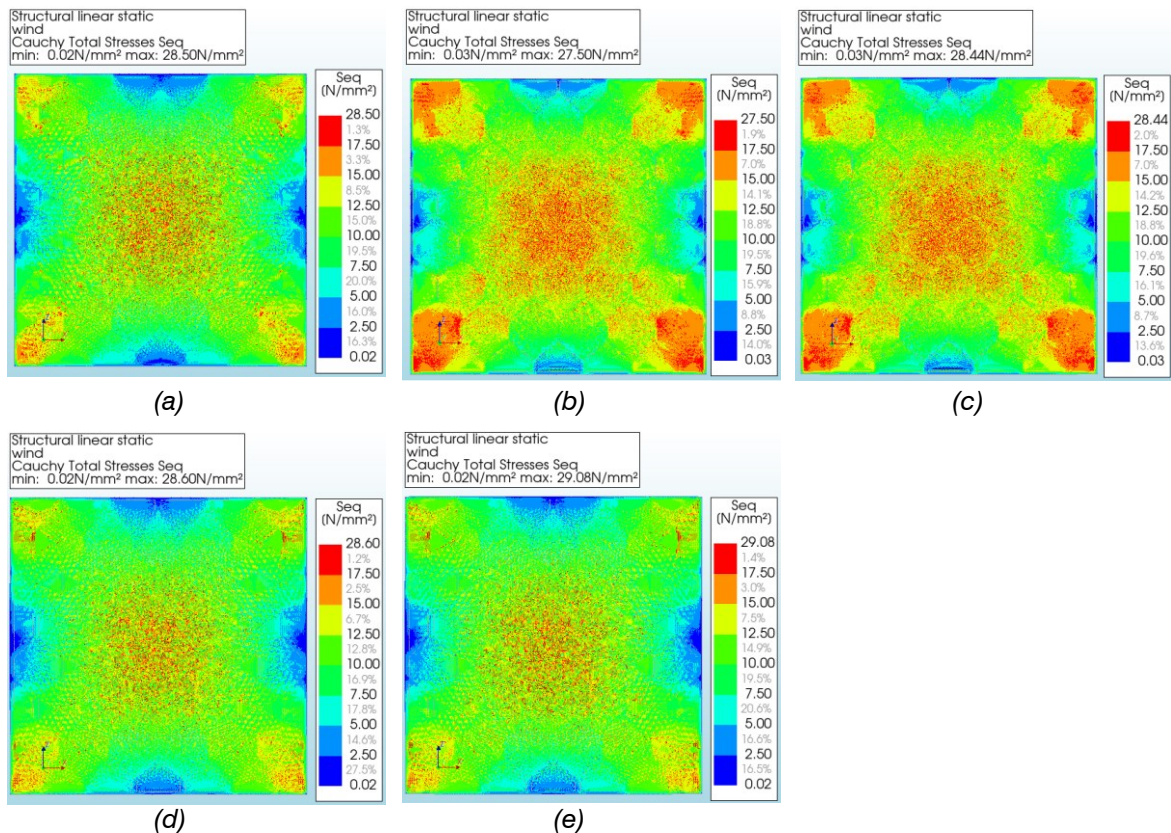 Structural linear static
wind
Cauchy Total Stresses Seq
min: 0.02N/mm² max: 28.50N/mm²
Seq
(N/mm²)
28.50
1.3%
17.50
3.3%
15.00
8.5%
12.50
15.0%
10.00
19.5%
7.50
20.0%
5.00
16.0%
2.50
16.3%
0.02
(a)
Structural linear static
wind
Cauchy Total Stresses Seq
min: 0.03N/mm² max: 27.50N/mm²
Seq
(N/mm²)
27.50
1.9%
17.50
7.0%
15.00
14.1%
12.50
18.8%
10.00
19.5%
7.50
15.9%
5.00
8.8%
2.50
14.0%
0.03
(b)
Structural linear static
wind
Cauchy Total Stresses Seq
min: 0.03N/mm² max: 28.44N/mm²
Seq
(N/mm²)
28.44
2.0%
17.50
7.0%
15.00
14.2%
12.50
18.8%
10.00
19.6%
7.50
16.1%
5.00
8.7%
2.50
13.6%
0.03
(c)
Structural linear static
wind
Cauchy Total Stresses Seq
min: 0.02N/mm² max: 28.60N/mm²
Seq
(N/mm²)
28.60
1.2%
17.50
2.5%
15.00
6.7%
12.50
12.8%
10.00
16.9%
7.50
17.8%
5.00
14.6%
2.50
27.5%
0.02
(d)
Structural linear static
wind
Cauchy Total Stresses Seq
min: 0.02N/mm² max: 29.08N/mm²
Seq
(N/mm²)
29.08
1.4%
17.50
3.0%
15.00
7.5%
12.50
14.9%
10.00
19.5%
7.50
20.6%
5.00
16.6%
2.50
16.5%
0.02
(e)